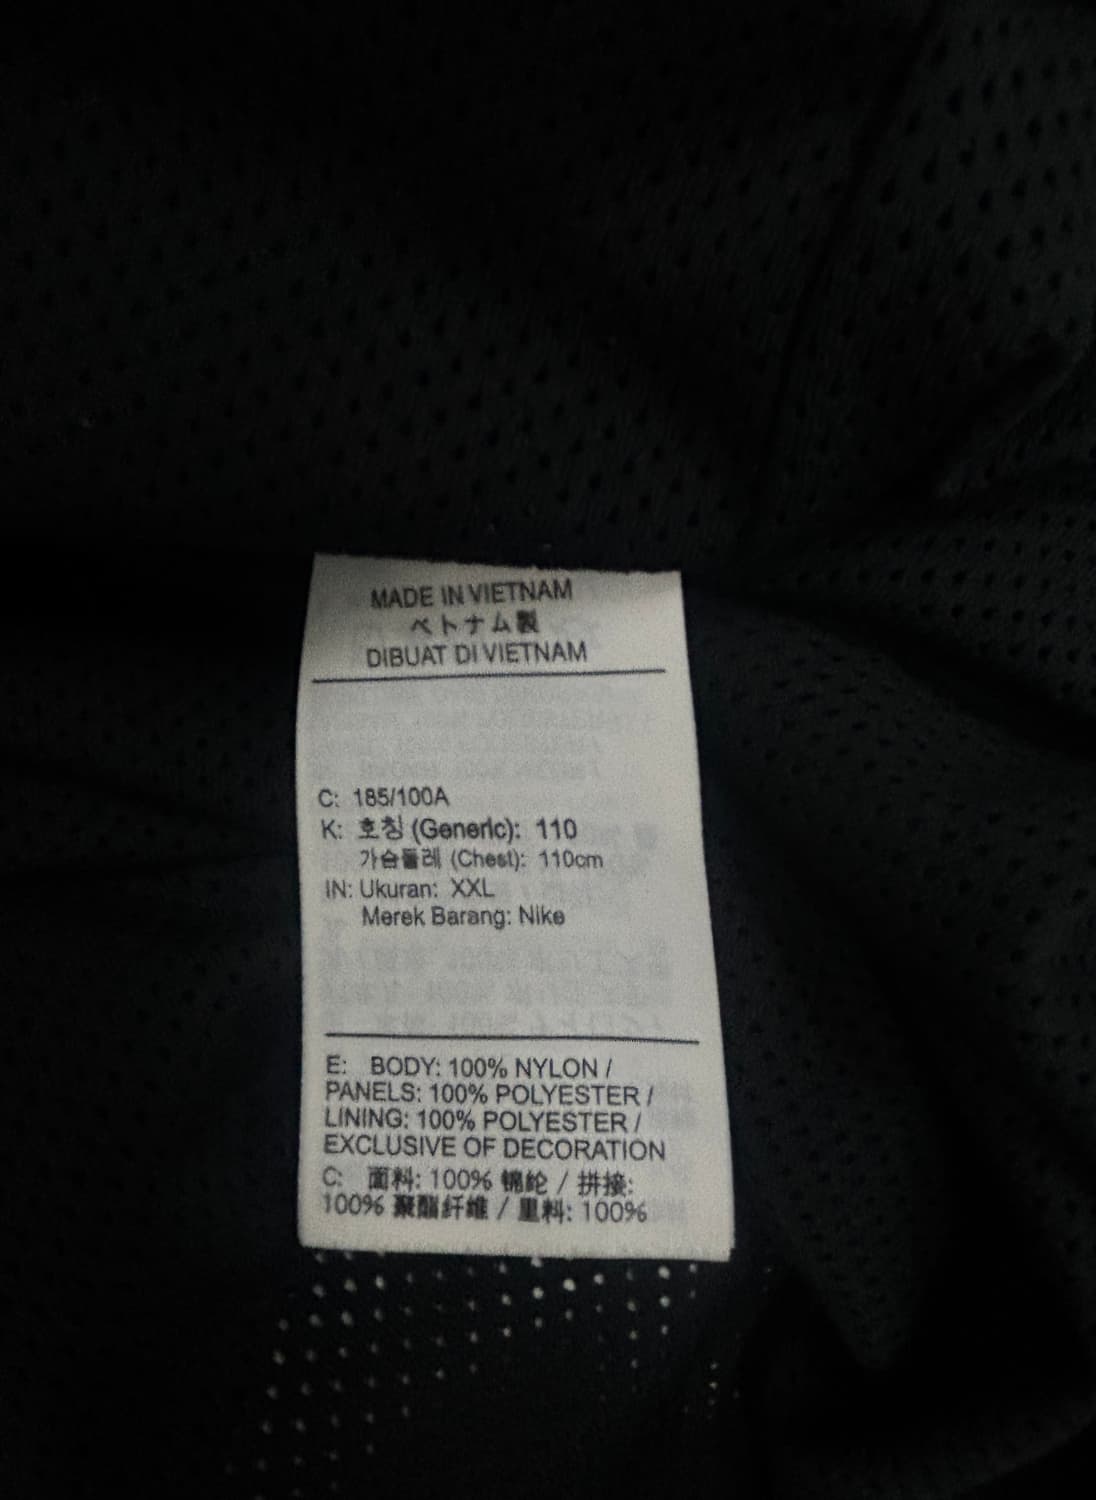 MADE IN VIETNAM
ベトナム製
DIBUAT DI VIETNAM
C: 185/100A
K: 호칭 (Generic): 110
가슴둘레 (Chest): 110cm
IN: Ukuran: XXL
Merek Barang: Nike
E: BODY: 100% NYLON /
PANELS: 100% POLYESTER /
LINING: 100% POLYESTER /
EXCLUSIVE OF DECORATION
C: 面料: 100% 锦纶 / 拼接:
100% 聚酯纤维 / 里料: 100%